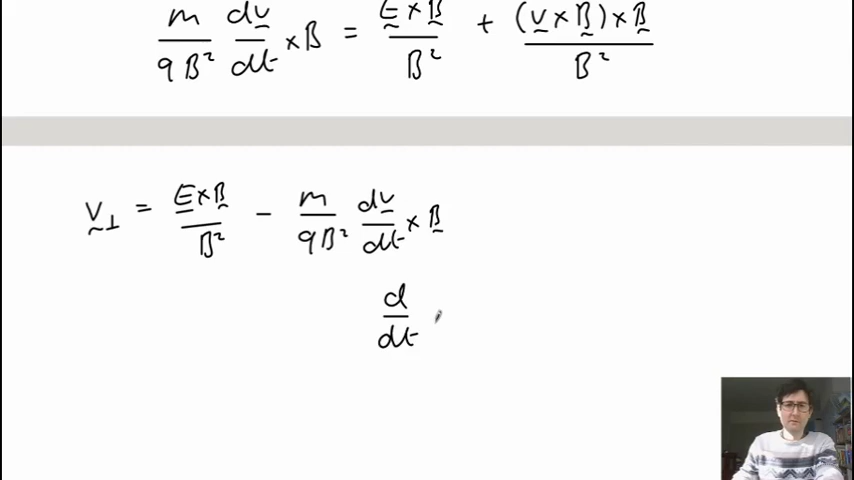 m/(qB²) dv/dt × B = (E × B)/B² + ((v × B) × B)/B²
v⊥ = (E × B)/B² − m/(qB²) dv/dt × B
d/dt